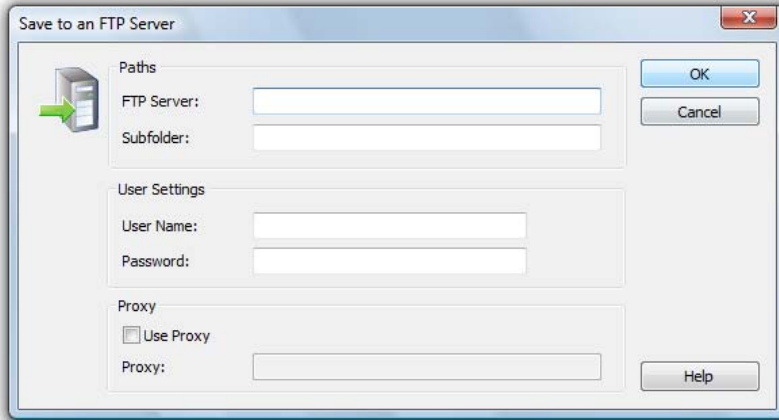 Save to an FTP Server
Paths
FTP Server:
Subfolder:
OK
Cancel
User Settings
User Name:
Password:
Proxy
Use Proxy
Proxy:
Help